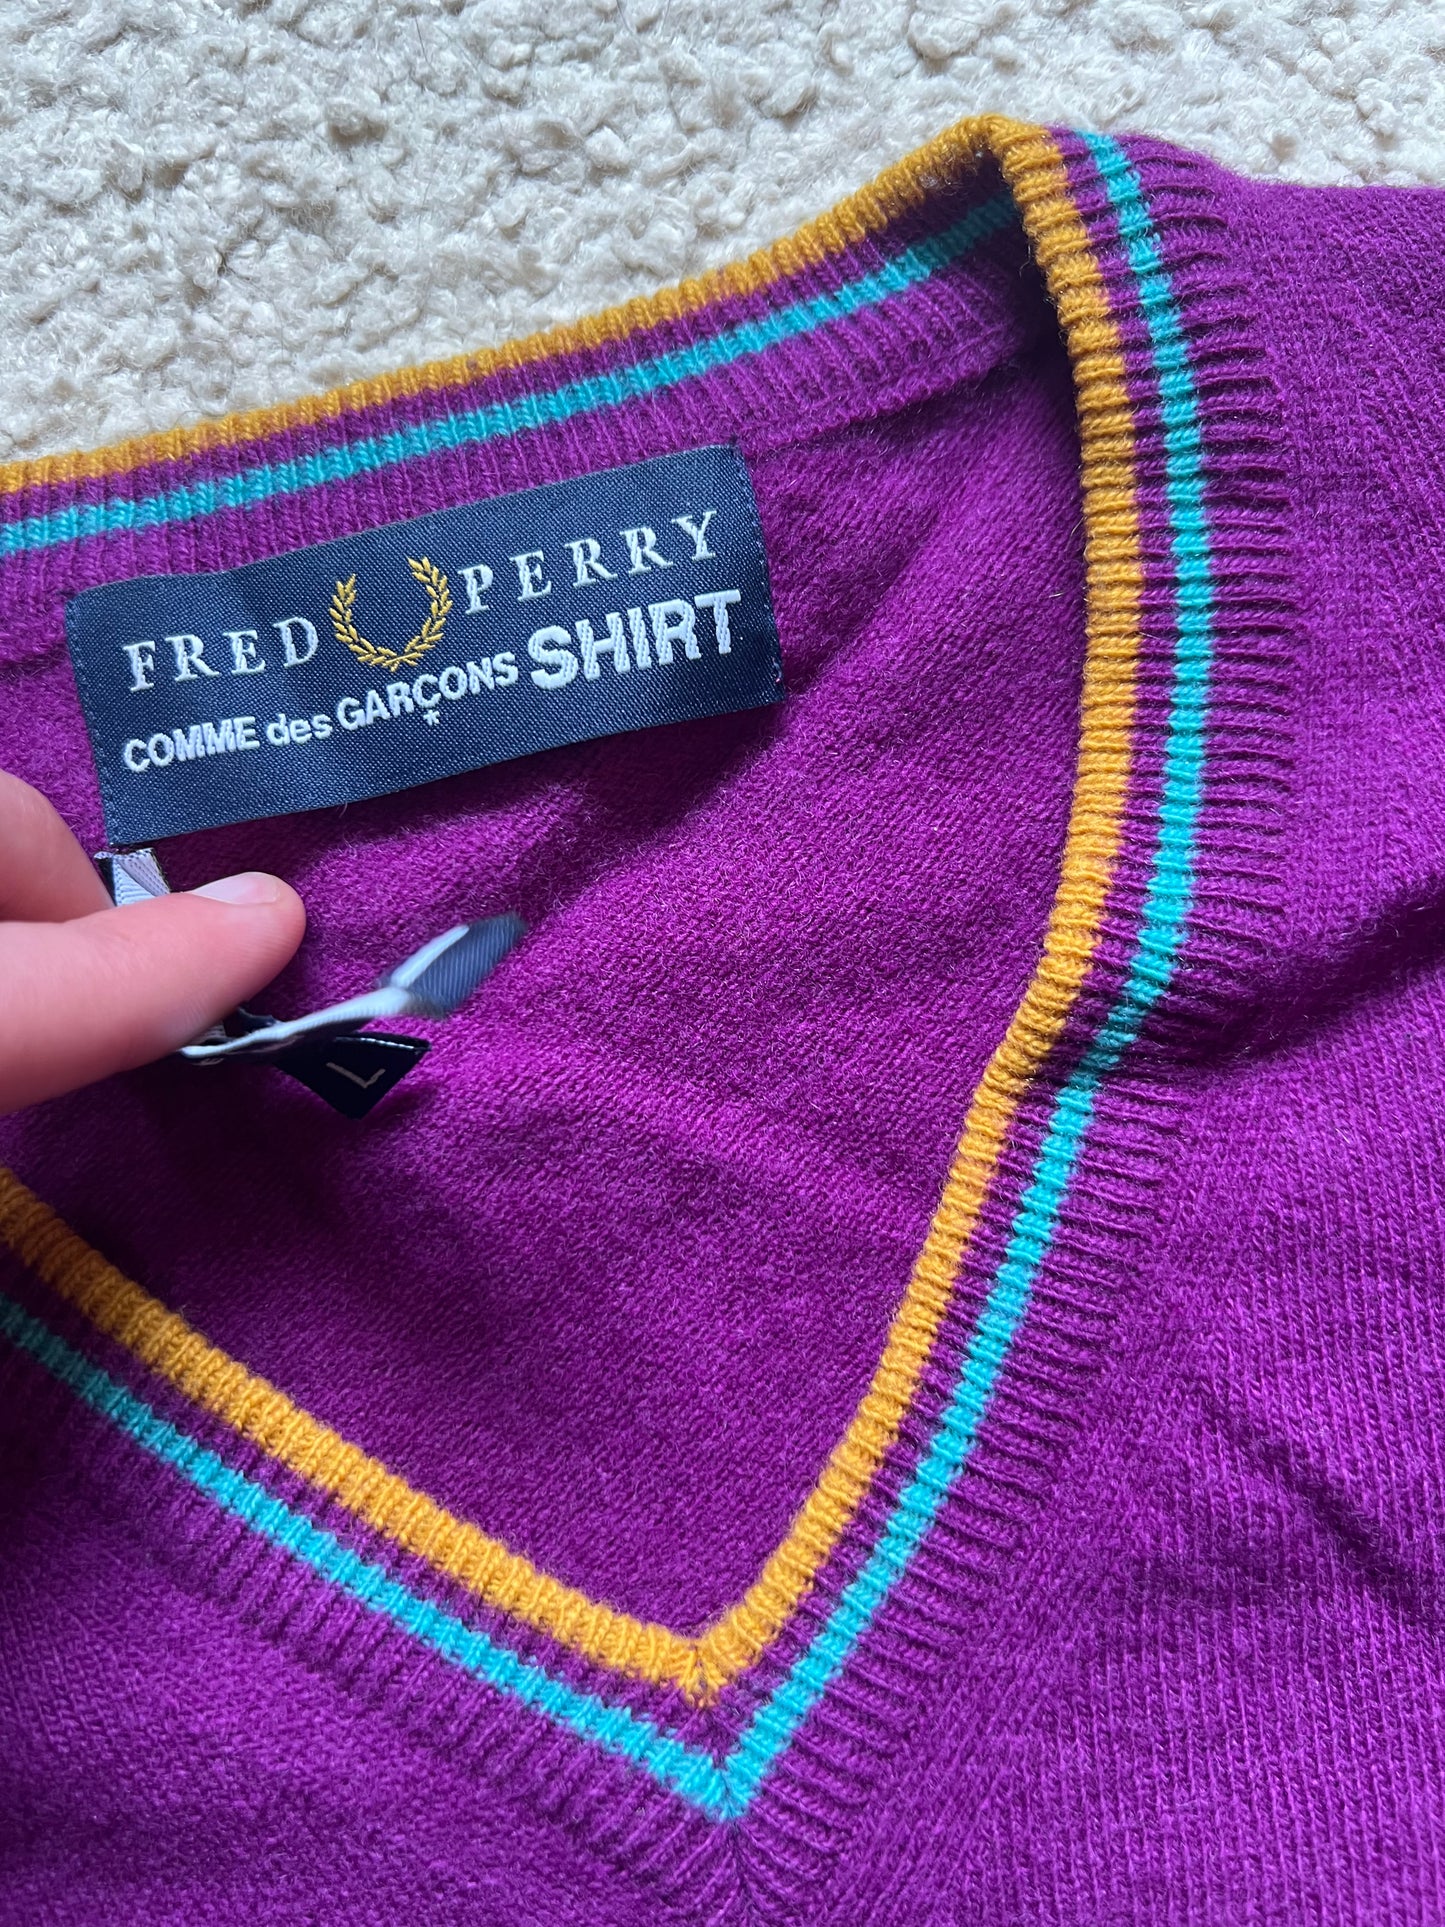 FRED PERRY
COMME des GARÇONS SHIRT
*
L